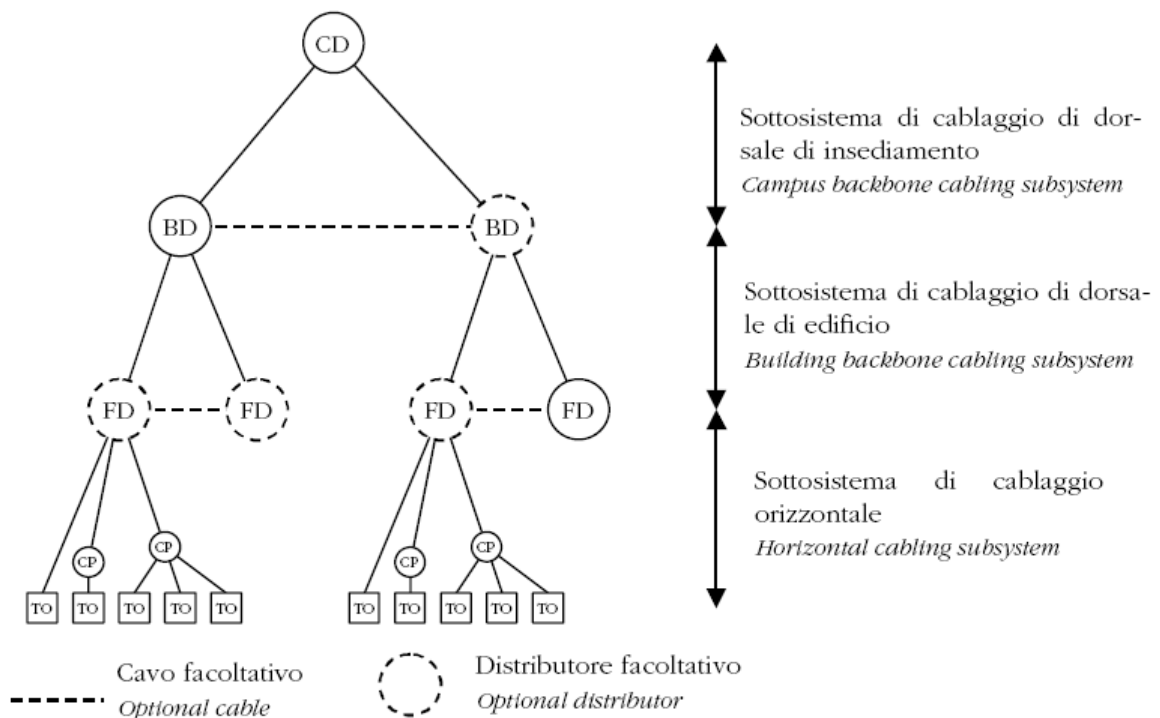 CD
Sottosistema di cablaggio di dor-
sale di insediamento
Campus backbone cabling subsystem
BD BD
Sottosistema di cablaggio di dorsa-
le di edificio
Building backbone cabling subsystem
FD FD FD FD
Sottosistema di cablaggio
orizzontale
Horizontal cabling subsystem
CP CP CP CP
TO TO TO TO TO TO TO TO TO TO
Cavo facoltativo
Optional cable
Distributore facoltativo
Optional distributor